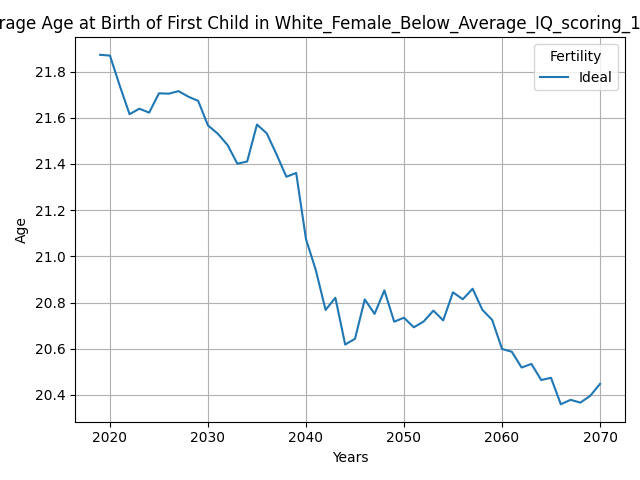 rage Age at Birth of First Child in White_Female_Below_Average_IQ_scoring_1
Fertility
Ideal
21.8
21.6
21.4
21.2
21.0
20.8
20.6
20.4
Age
2020 2030 2040 2050 2060 2070
Years